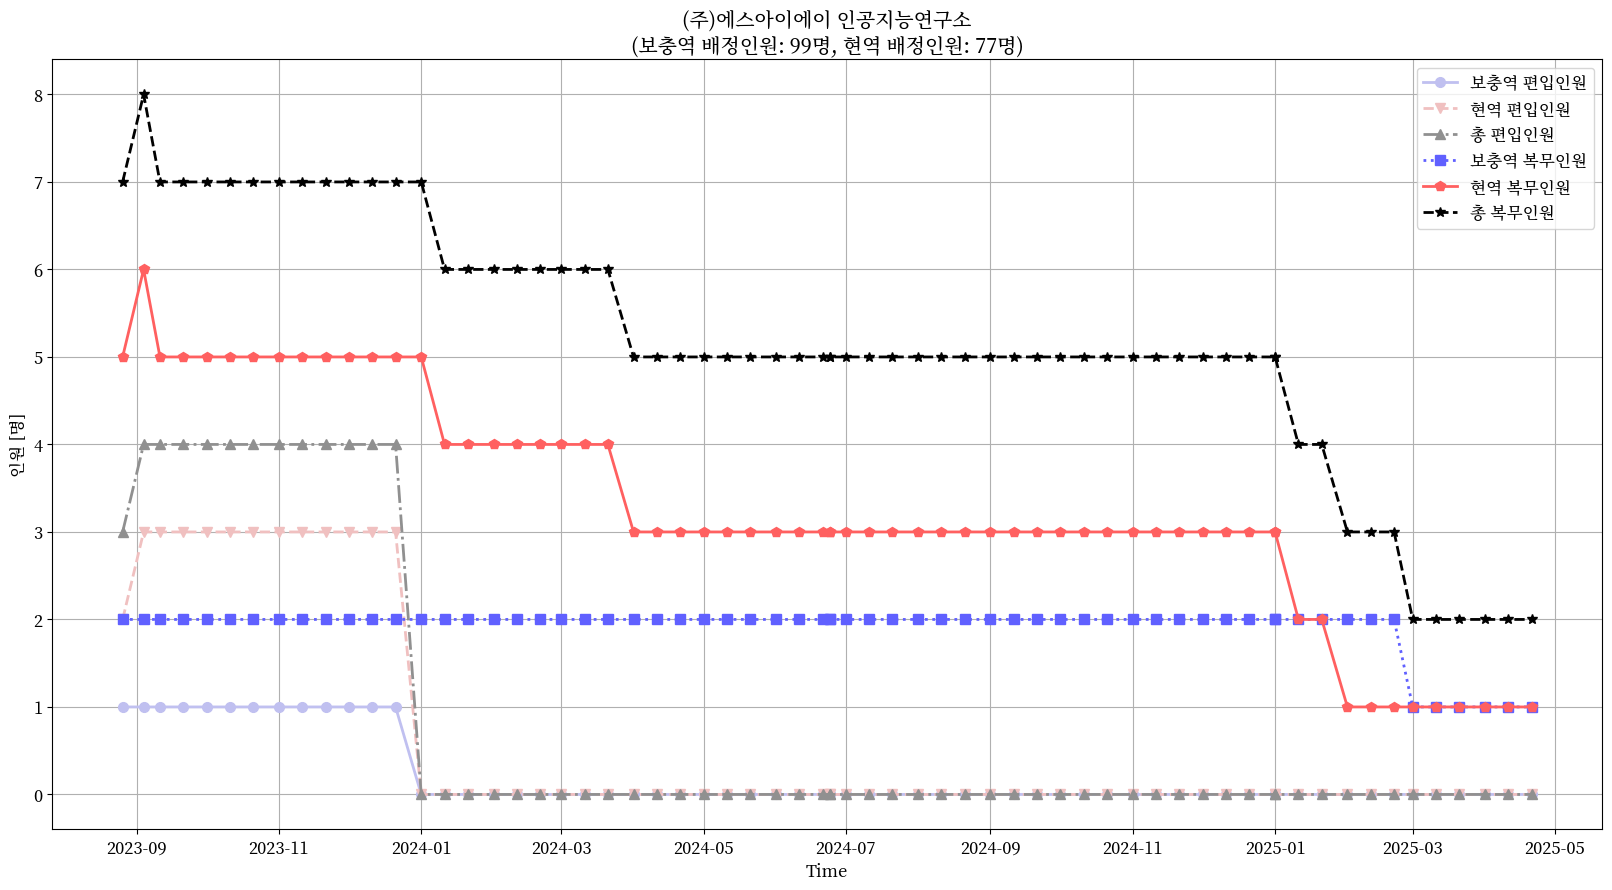 (주)에스아이에이 인공지능연구소
(보충역 배정인원: 99명, 현역 배정인원: 77명)
보충역 편입인원
현역 편입인원
총 편입인원
보충역 복무인원
현역 복무인원
총 복무인원
인원 [명]
8
7
6
5
4
3
2
1
0
2023-09
2023-11
2024-01
2024-03
2024-05
2024-07
2024-09
2024-11
2025-01
2025-03
2025-05
Time